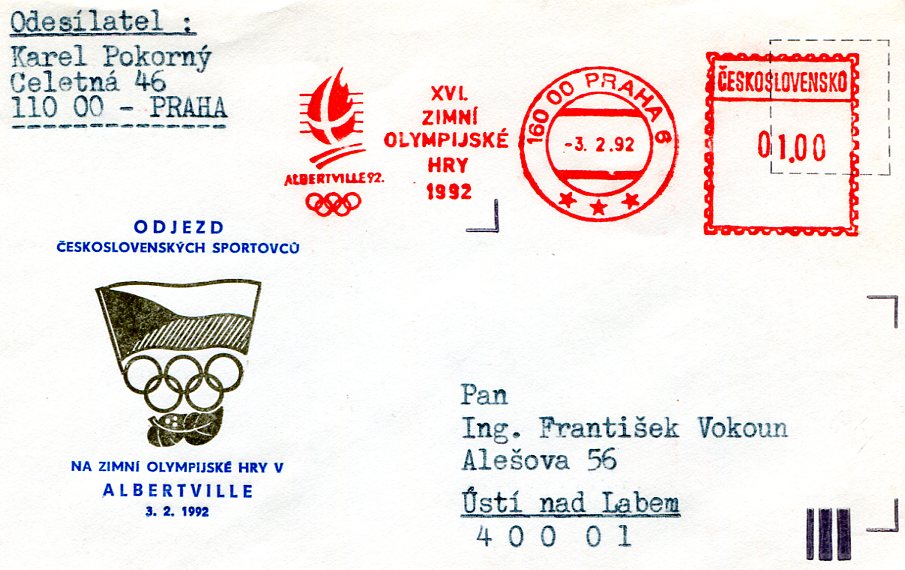 Odesílatel :
Karel Pokorný
Celetná 46
110 00 - PRAHA
ALBERTVILLE 92.
XVI.
ZIMNÍ
OLYMPIJSKÉ
HRY
1992
160 00 PRAHA 6
-3. 2.92
ČESKOSLOVENSKO
01.00
ODJEZD
ČESKOSLOVENSKÝCH SPORTOVCŮ
NA ZIMNÍ OLYMPIJSKÉ HRY V
ALBERTVILLE
3. 2. 1992
Pan
Ing. František Vokoun
Alešova 56
Ústí nad Labem
400 01